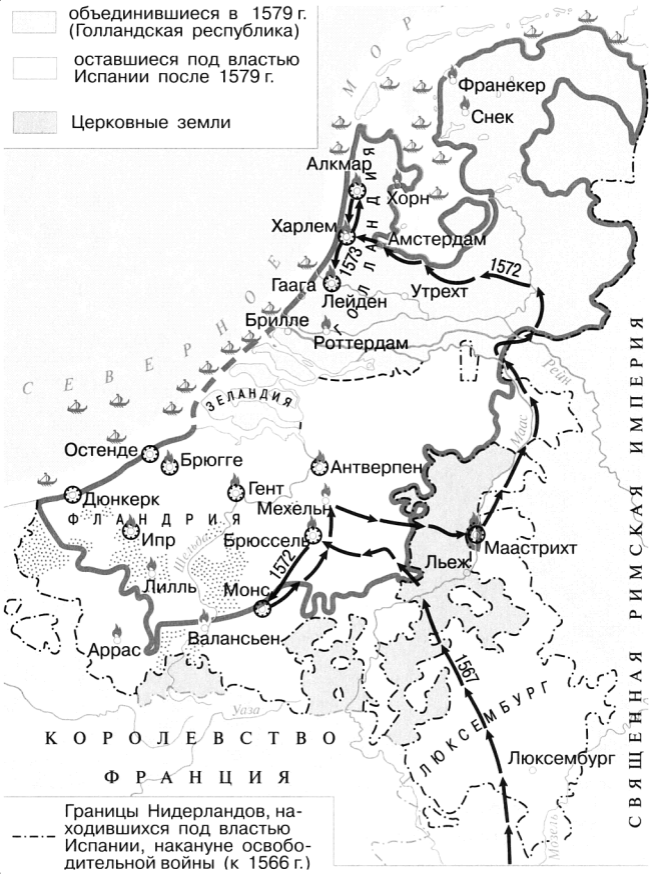 объединившиеся в 1579 г.
(Голландская республика)
оставшиеся под властью
Испании после 1579 г.
Церковные земли
СЕВЕРНОЕ МОРЕ
Франекер
Снек
Алкмар
Хорн
ГОЛЛАНДИЯ
Харлем
Амстердам
1573
1572
Гаага
Лейден
Утрехт
Брилле
Роттердам
Рейн
ЗЕЛАНДИЯ
Маас
Остенде
Брюгге
Антверпен
Гент
Дюнкерк
Мехельн
ФЛАНДРИЯ
Ипр
Шельда
Брюссель
Маастрихт
1572
Льеж
Лилль
Монс
Валансьен
Аррас
1567
Уаза
ЛЮКСЕМБУРГ
КОРОЛЕВСТВО
ФРАНЦИЯ
Люксембург
Мозель
СВЯЩЕННАЯ РИМСКАЯ ИМПЕРИЯ
Границы Нидерландов, на-
ходившихся под властью
Испании, накануне освобо-
дительной войны (к 1566 г.)